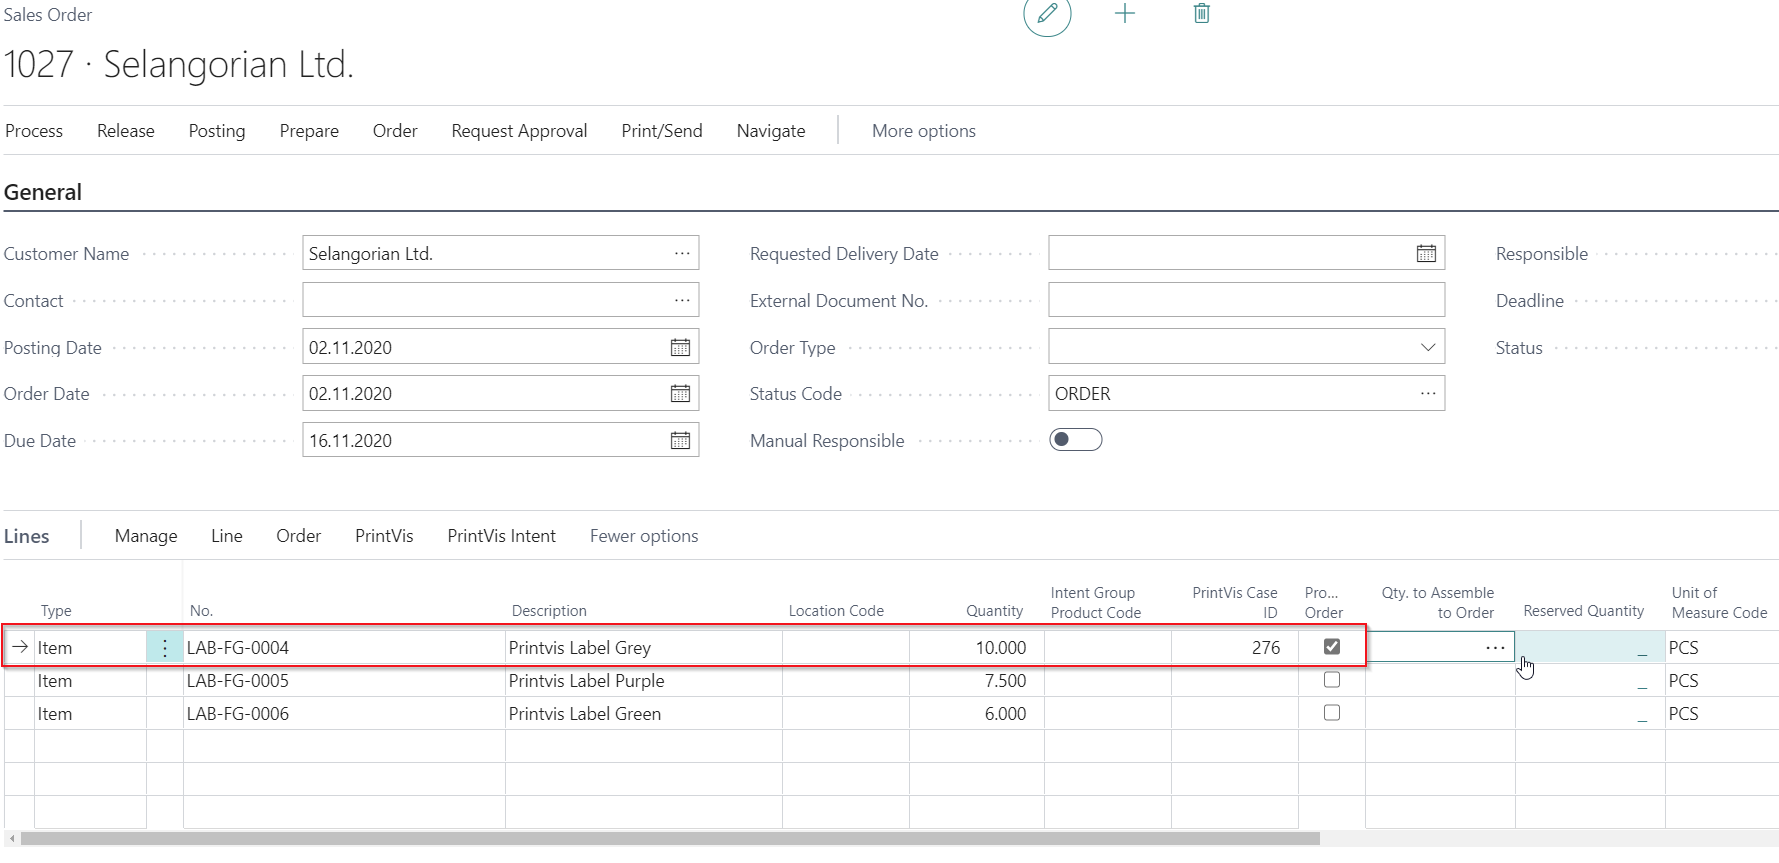 Sales Order
1027 · Selangorian Ltd.
Process Release Posting Prepare Order Request Approval Print/Send Navigate More options
General
Customer Name Selangorian Ltd. Requested Delivery Date Responsible
Contact External Document No. Deadline
Posting Date 02.11.2020 Order Type Status
Order Date 02.11.2020 Status Code ORDER
Due Date 16.11.2020 Manual Responsible
Lines Manage Line Order PrintVis PrintVis Intent Fewer options
Intent Group PrintVis Case Pro... Qty. to Assemble Unit of
Type No. Description Location Code Quantity Product Code ID Order to Order Reserved Quantity Measure Code
Item LAB-FG-0004 Printvis Label Grey 10.000 276 _ PCS
Item LAB-FG-0005 Printvis Label Purple 7.500 _ PCS
Item LAB-FG-0006 Printvis Label Green 6.000 _ PCS